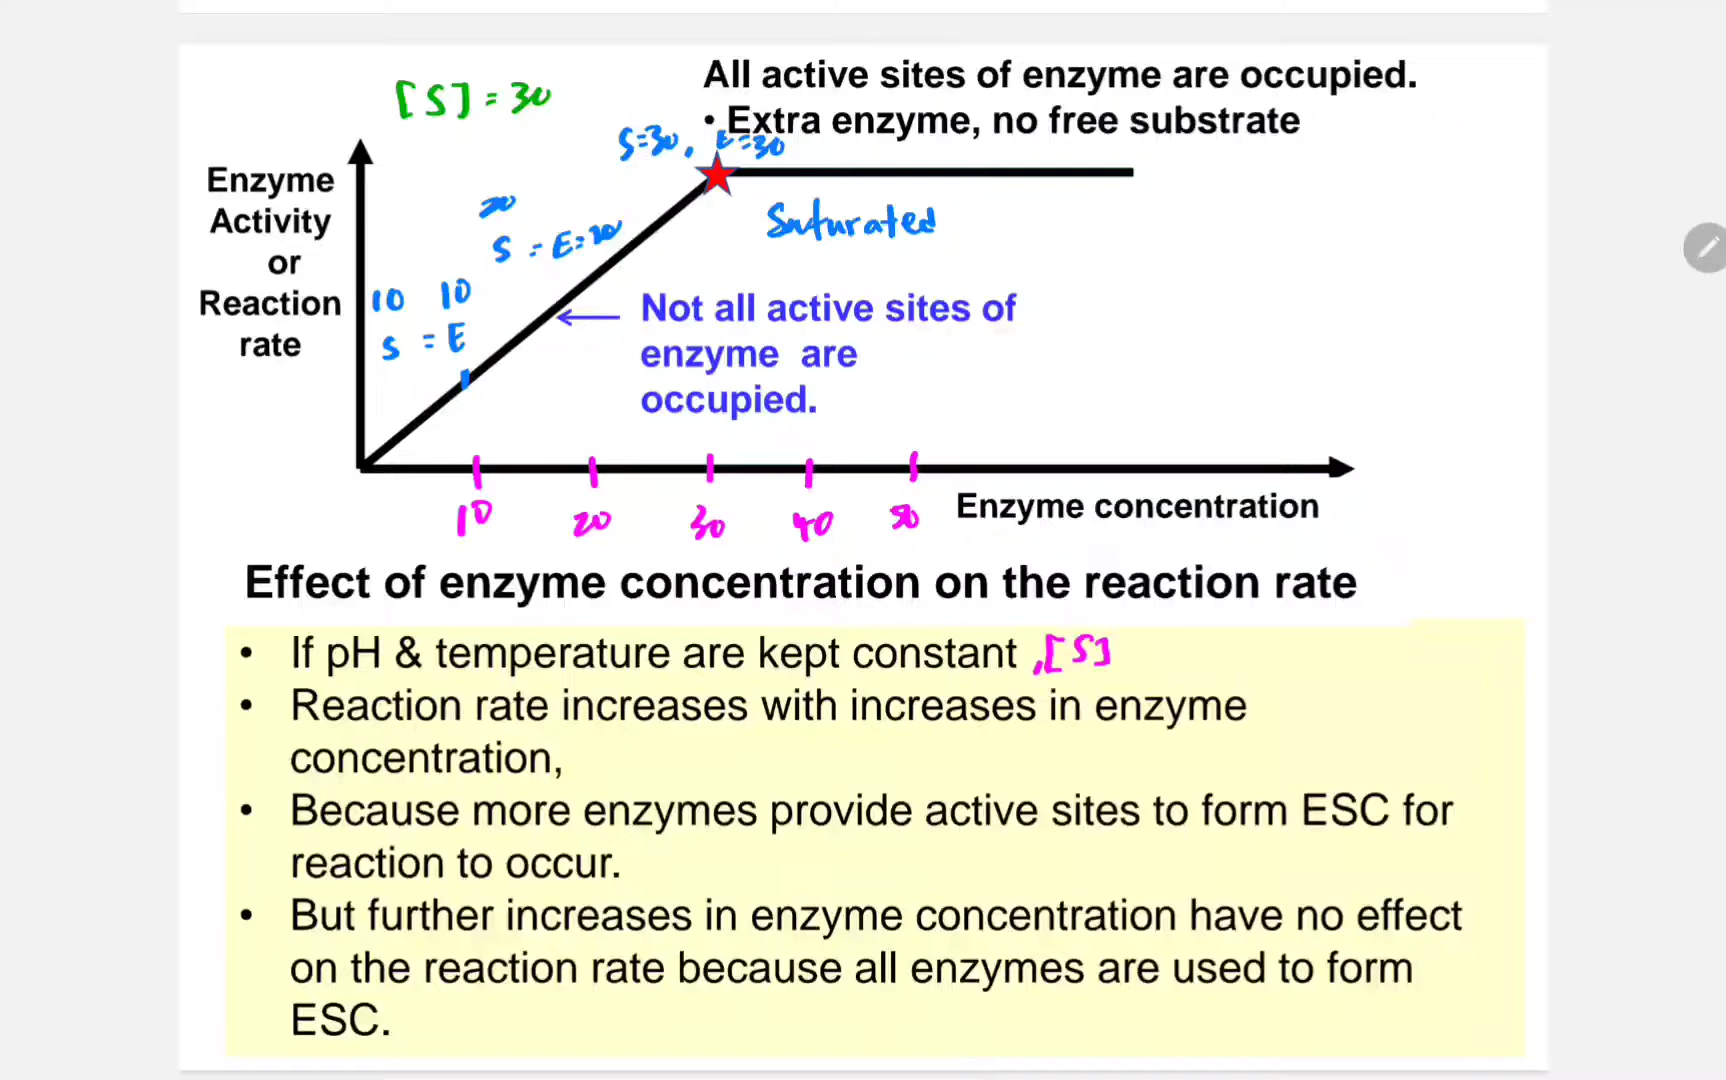 [S] = 30
All active sites of enzyme are occupied.
• Extra enzyme, no free substrate
S=30, E=30
Enzyme
Activity
or
Reaction
rate
20
S = E=20
Saturated
10 10
S = E
Not all active sites of
enzyme are
occupied.
10 20 30 40 50
Enzyme concentration
Effect of enzyme concentration on the reaction rate
• If pH & temperature are kept constant ,[S]
• Reaction rate increases with increases in enzyme
concentration,
• Because more enzymes provide active sites to form ESC for
reaction to occur.
• But further increases in enzyme concentration have no effect
on the reaction rate because all enzymes are used to form
ESC.